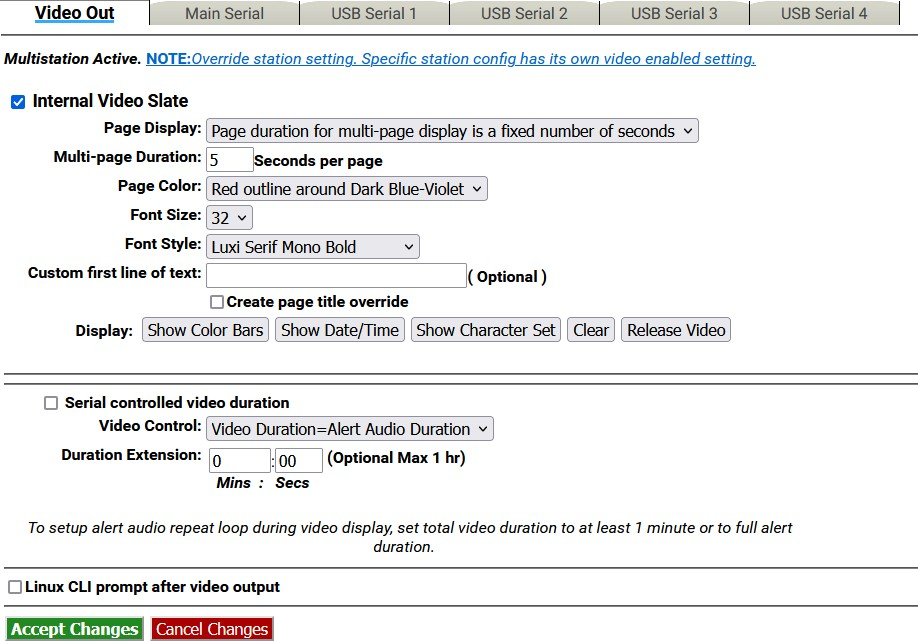 Video Out Main Serial USB Serial 1 USB Serial 2 USB Serial 3 USB Serial 4
Multistation Active. NOTE:Override station setting. Specific station config has its own video enabled setting.
Internal Video Slate
Page Display: Page duration for multi-page display is a fixed number of seconds
Multi-page Duration: 5 Seconds per page
Page Color: Red outline around Dark Blue-Violet
Font Size: 32
Font Style: Luxi Serif Mono Bold
Custom first line of text: ( Optional )
Create page title override
Display: Show Color Bars Show Date/Time Show Character Set Clear Release Video
Serial controlled video duration
Video Control: Video Duration=Alert Audio Duration
Duration Extension: 0 : 00 (Optional Max 1 hr)
Mins : Secs
To setup alert audio repeat loop during video display, set total video duration to at least 1 minute or to full alert
duration.
Linux CLI prompt after video output
Accept Changes Cancel Changes